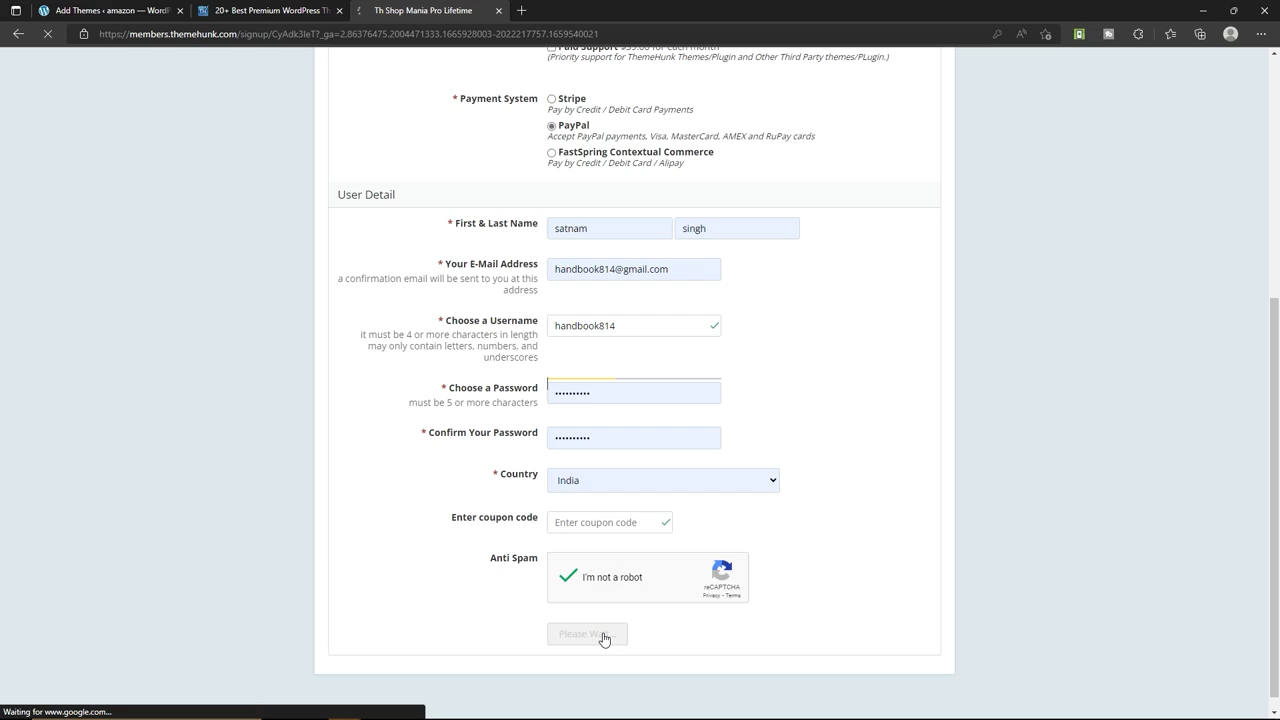 Add Themes ‹ amazon — WordP
20+ Best Premium WordPress Th
Th Shop Mania Pro Lifetime
https://members.themehunk.com/signup/CyAdk3leT?_ga=2.86376475.2004471333.1665928003-2022217757.1659540021
Paid Support $39.00 for Each month
(Priority support for ThemeHunk Themes/Plugin and Other Third Party themes/PLugin.)
* Payment System
Stripe
Pay by Credit / Debit Card Payments
PayPal
Accept PayPal payments, Visa, MasterCard, AMEX and RuPay cards
FastSpring Contextual Commerce
Pay by Credit / Debit Card / Alipay
User Detail
* First & Last Name
satnam singh
* Your E-Mail Address
a confirmation email will be sent to you at this
address
handbook814@gmail.com
* Choose a Username
it must be 4 or more characters in length
may only contain letters, numbers, and
underscores
handbook814
* Choose a Password
must be 5 or more characters
••••••••••
* Confirm Your Password
••••••••••
* Country
India
Enter coupon code
Enter coupon code
Anti Spam
I'm not a robot
reCAPTCHA
Privacy - Terms
Please Wait...
Waiting for www.google.com...